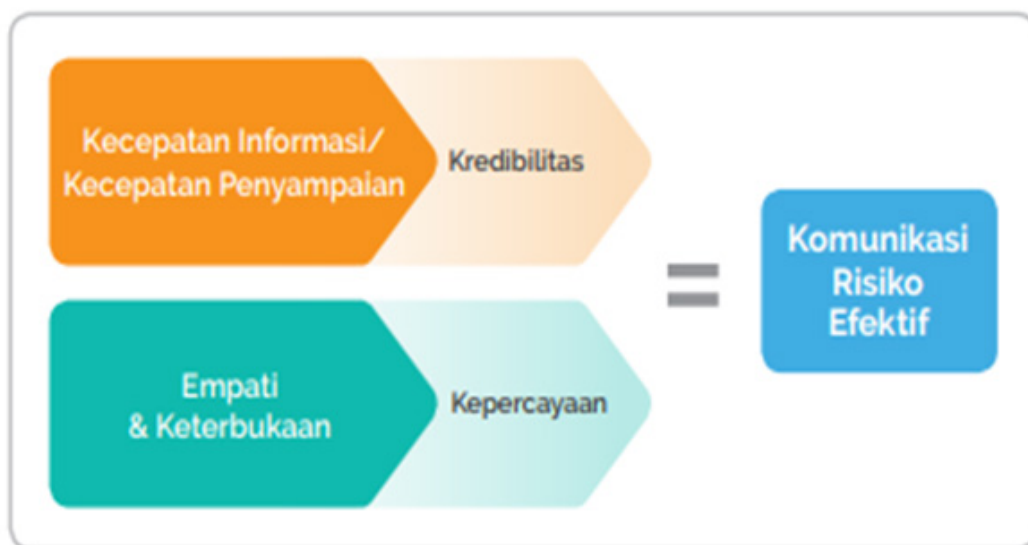 Kecepatan Informasi/
Kecepatan Penyampaian
Kredibilitas
Empati
& Keterbukaan
Kepercayaan
=
Komunikasi
Risiko
Efektif